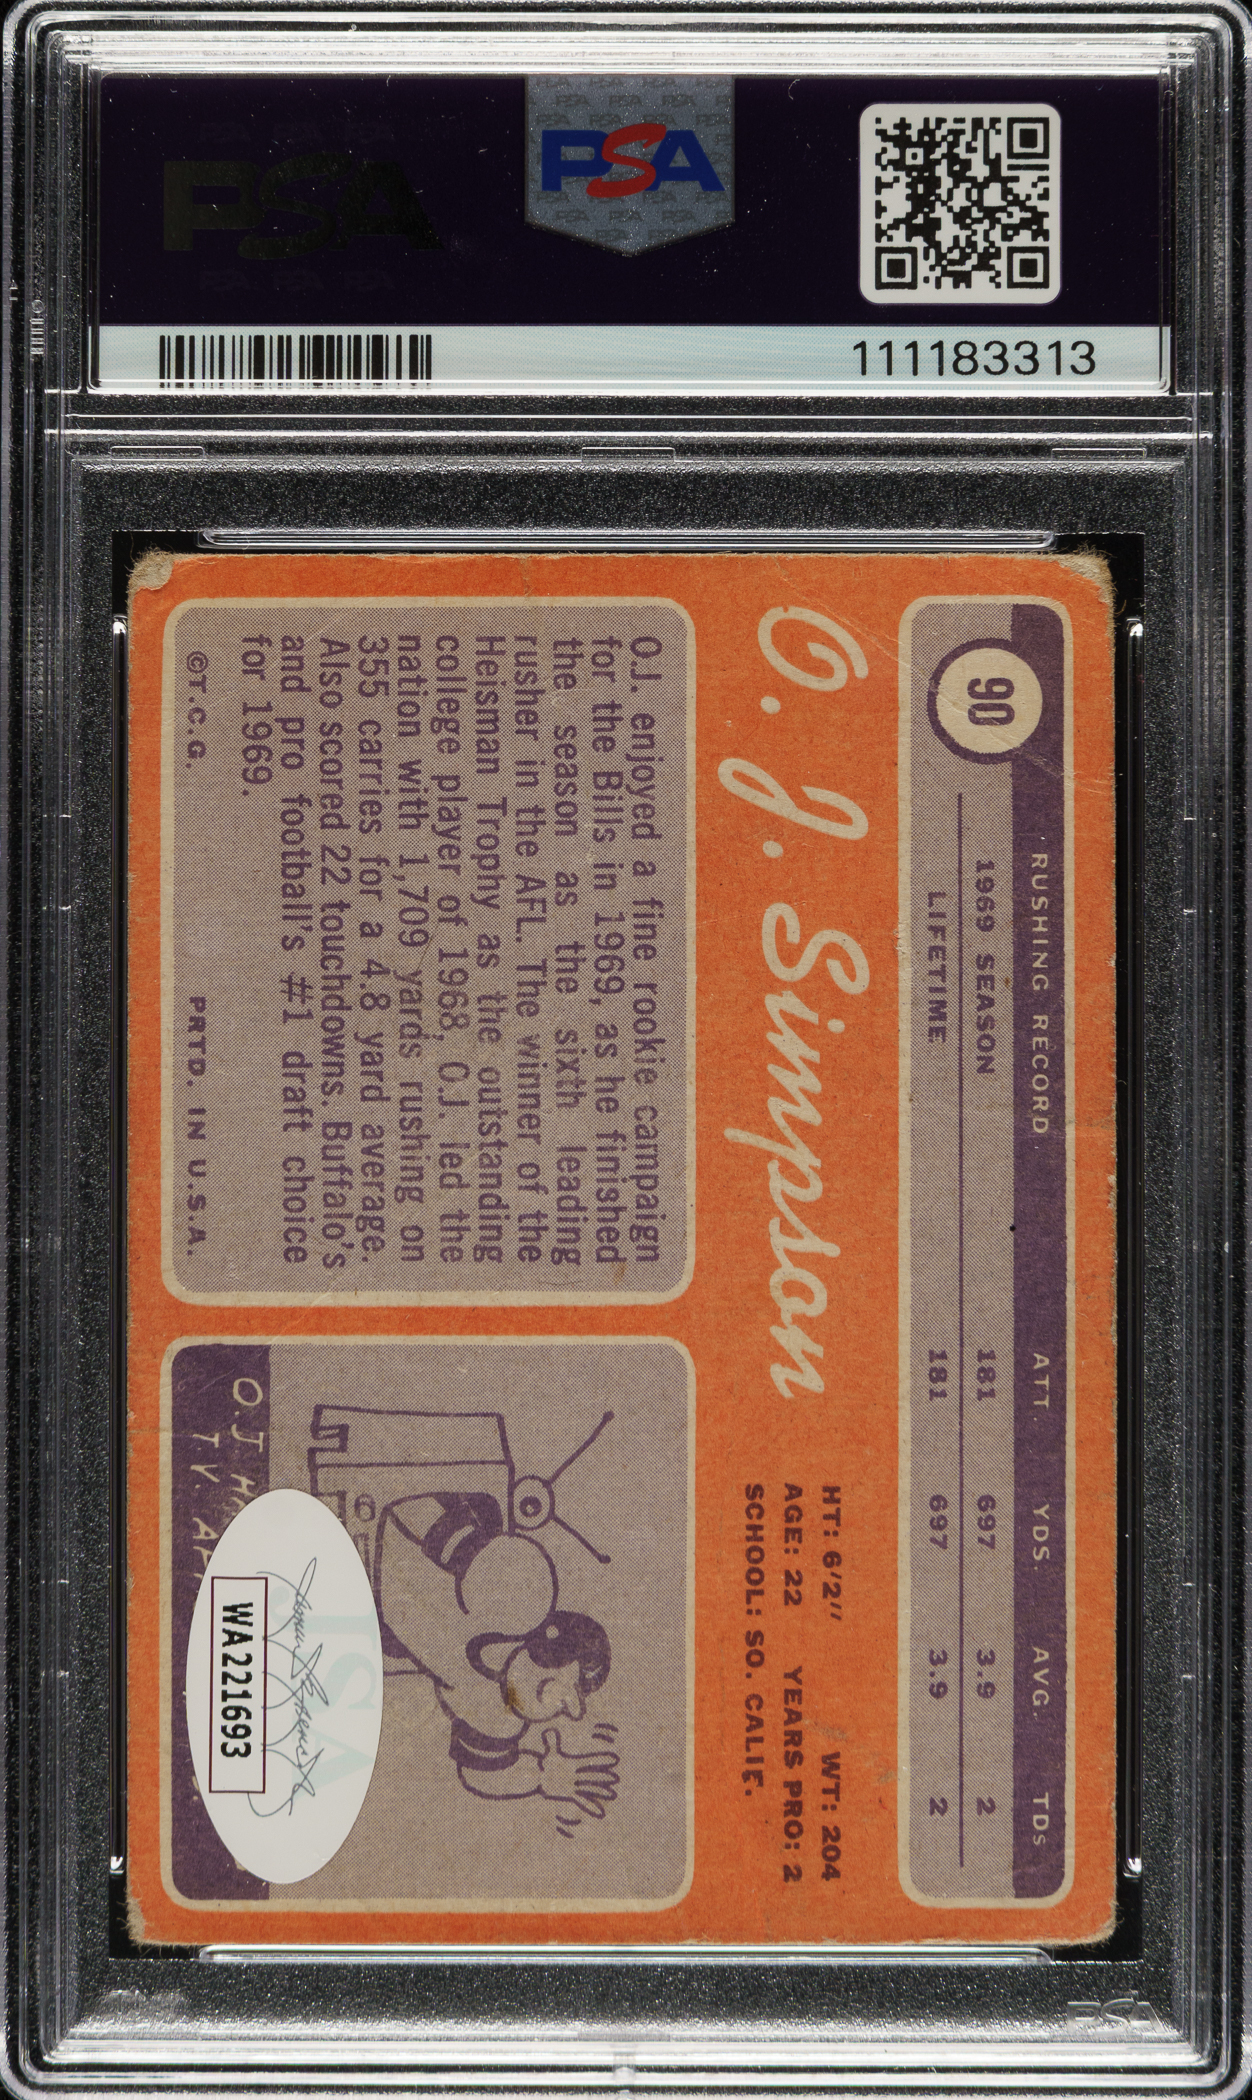 PSA
PSA
111183313
90
RUSHING RECORD ATT. YDS. AVG. TDs
1969 SEASON 181 697 3.9 2
LIFETIME 181 697 3.9 2
O. J. Simpson
HT: 6'2" WT: 204
AGE: 22 YEARS PRO: 2
SCHOOL: SO. CALIF.
O.J. enjoyed a fine rookie campaign
for the Bills in 1969, as he finished
the season as the sixth leading
rusher in the AFL. The winner of the
Heisman Trophy as the outstanding
college player of 1968, O.J. led the
nation with 1,709 yards rushing on
355 carries for a 4.8 yard average.
Also scored 22 touchdowns. Buffalo's
and pro football's #1 draft choice
for 1969.
©T.C.G. PRTD. IN U.S.A.
O.J.
T.V.
JSA
WA221693
PSA